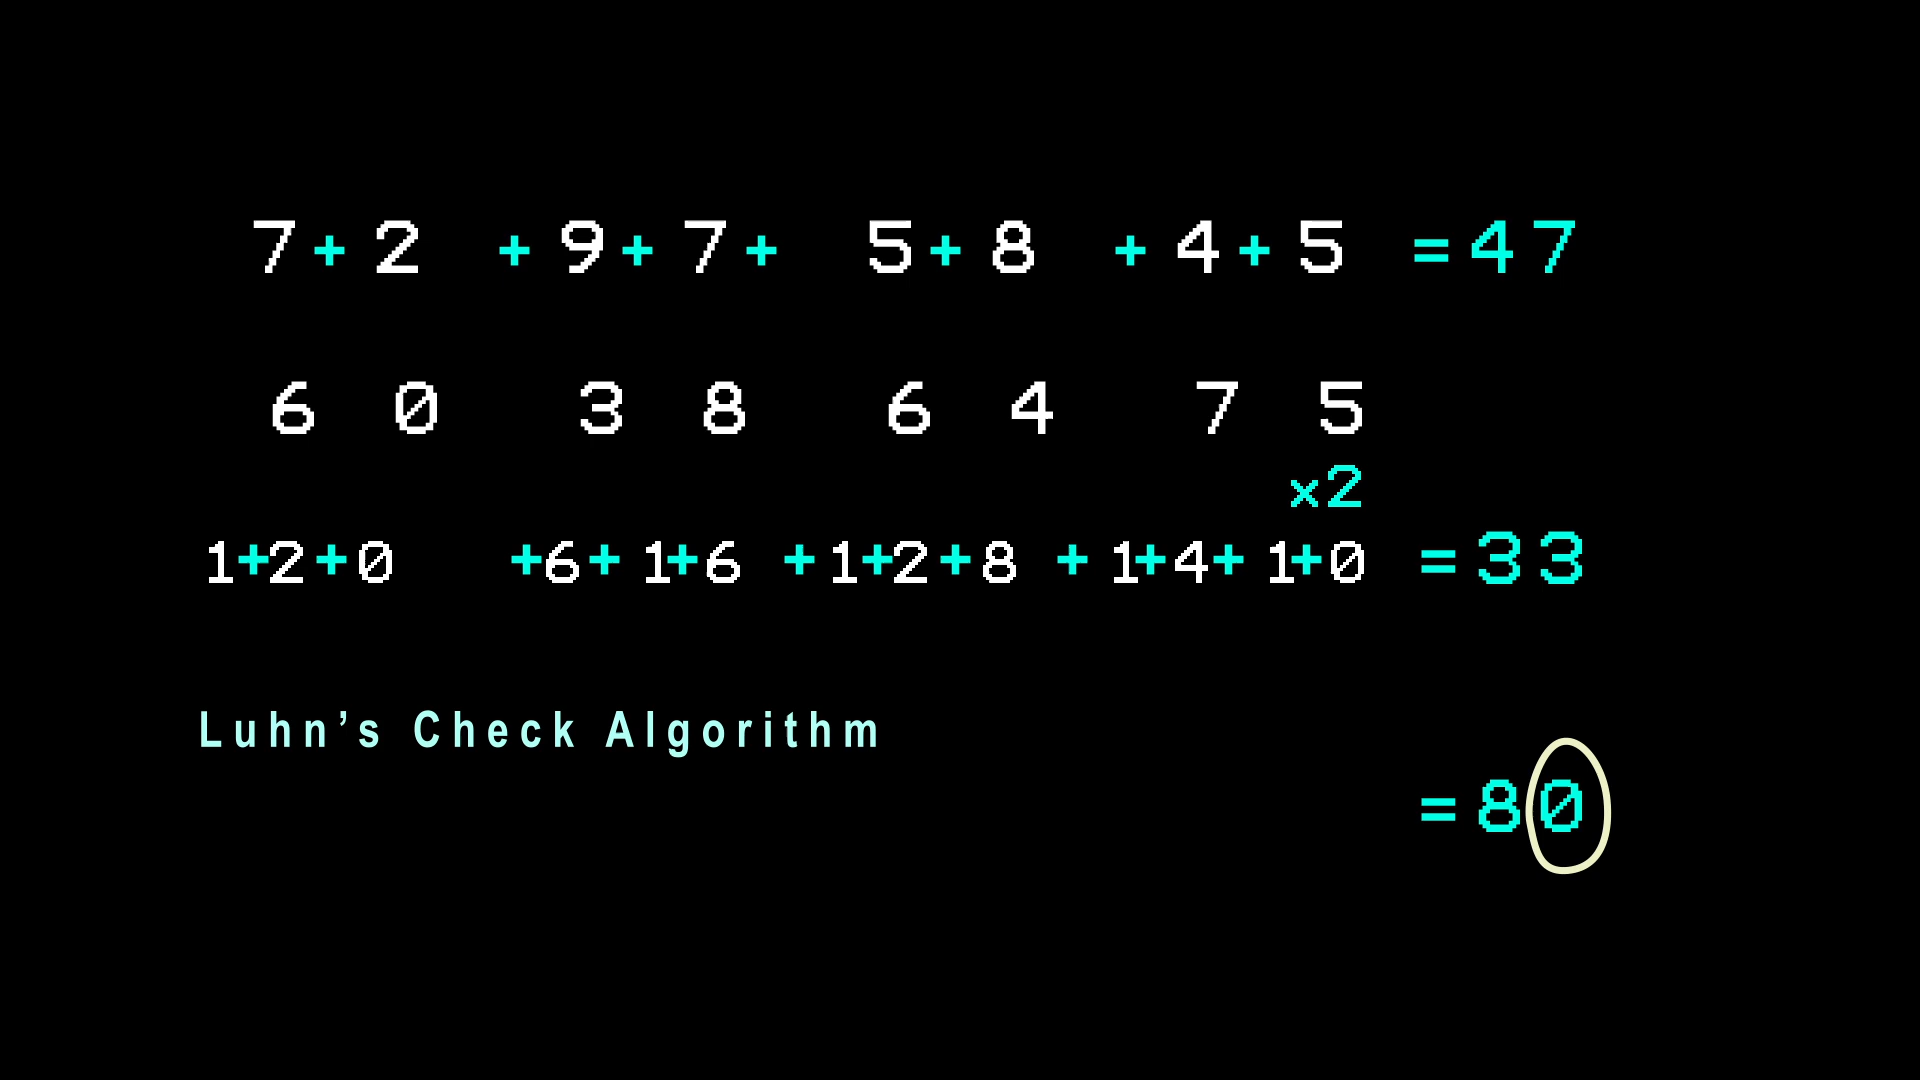 7+ 2 +9+ 7+ 5+ 8 +4+ 5 =47
6 0 3 8 6 4 7 5
×2
1+2+0 +6+ 1+6 +1+2+8 + 1+4+ 1+0 =33
Luhn’s Check Algorithm
=80